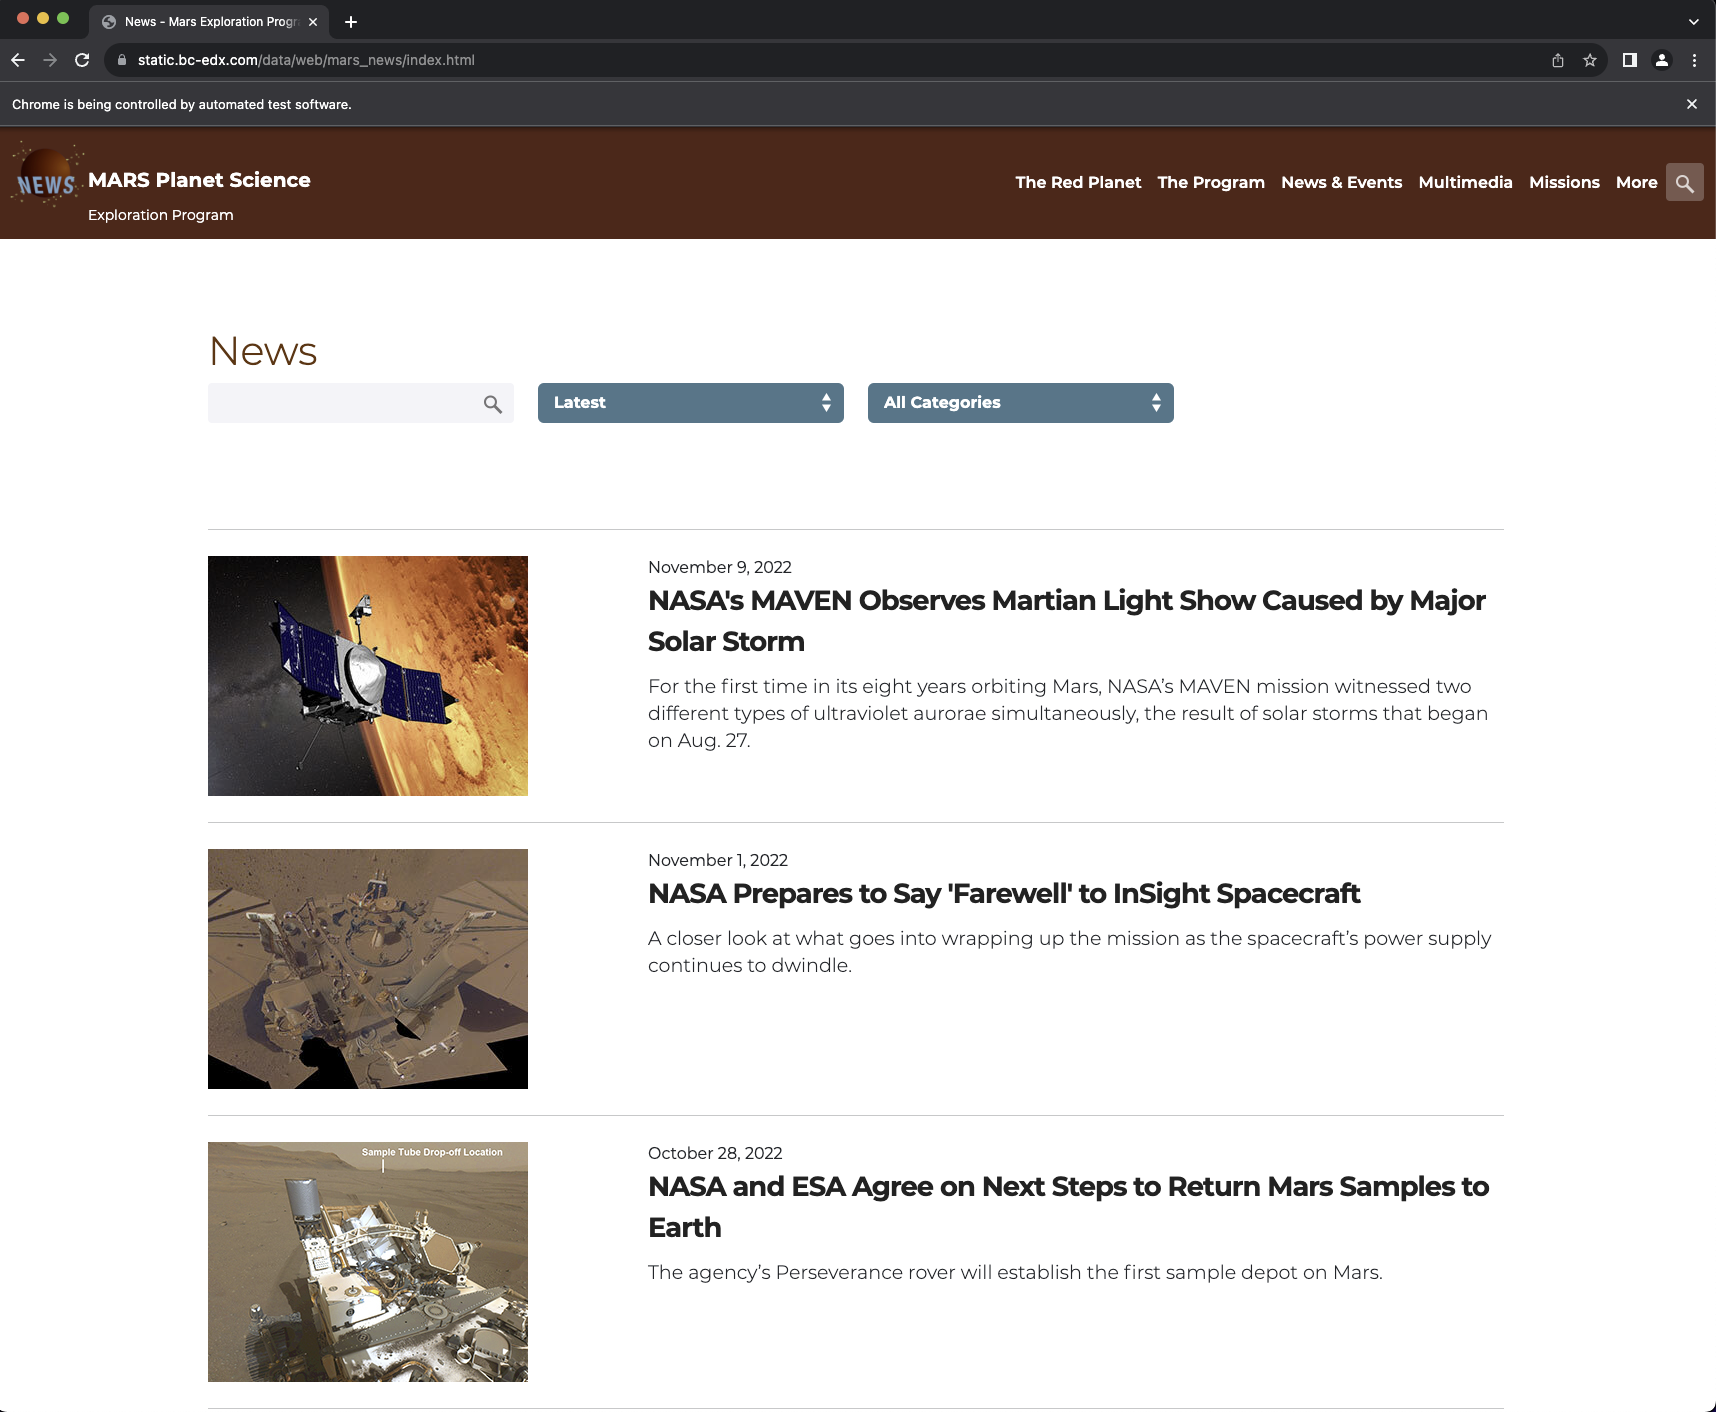 News - Mars Exploration Progr
static.bc-edx.com/data/web/mars_news/index.html
Chrome is being controlled by automated test software.
NEWS
MARS Planet Science
Exploration Program
The Red Planet The Program News & Events Multimedia Missions More
News
Latest
All Categories
November 9, 2022
NASA's MAVEN Observes Martian Light Show Caused by Major
Solar Storm
For the first time in its eight years orbiting Mars, NASA’s MAVEN mission witnessed two
different types of ultraviolet aurorae simultaneously, the result of solar storms that began
on Aug. 27.
November 1, 2022
NASA Prepares to Say 'Farewell' to InSight Spacecraft
A closer look at what goes into wrapping up the mission as the spacecraft’s power supply
continues to dwindle.
Sample Tube Drop-off Location
October 28, 2022
NASA and ESA Agree on Next Steps to Return Mars Samples to
Earth
The agency’s Perseverance rover will establish the first sample depot on Mars.